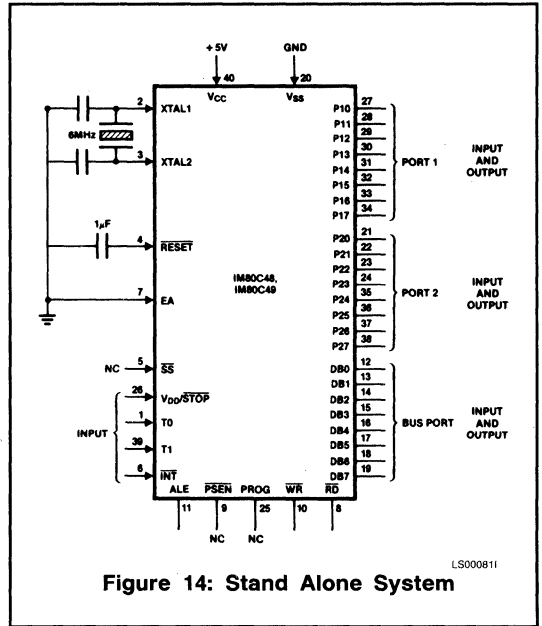 +5V
GND
40
20
VCC
VSS
2
XTAL1
6MHz
3
XTAL2
1µF
4
RESET
7
EA
IM80C48,
IM80C49
NC
5
SS
26
VDD/STOP
1
T0
INPUT
39
T1
6
INT
P10 27
P11 28
P12 29
P13 30
P14 31
P15 32
P16 33
P17 34
PORT 1
INPUT
AND
OUTPUT
P20 21
P21 22
P22 23
P23 24
P24 35
P25 36
P26 37
P27 38
PORT 2
INPUT
AND
OUTPUT
DB0 12
DB1 13
DB2 14
DB3 15
DB4 16
DB5 17
DB6 18
DB7 19
BUS PORT
INPUT
AND
OUTPUT
ALE PSEN PROG WR RD
11 9 25 10 8
NC NC
LS00081I
Figure 14: Stand Alone System